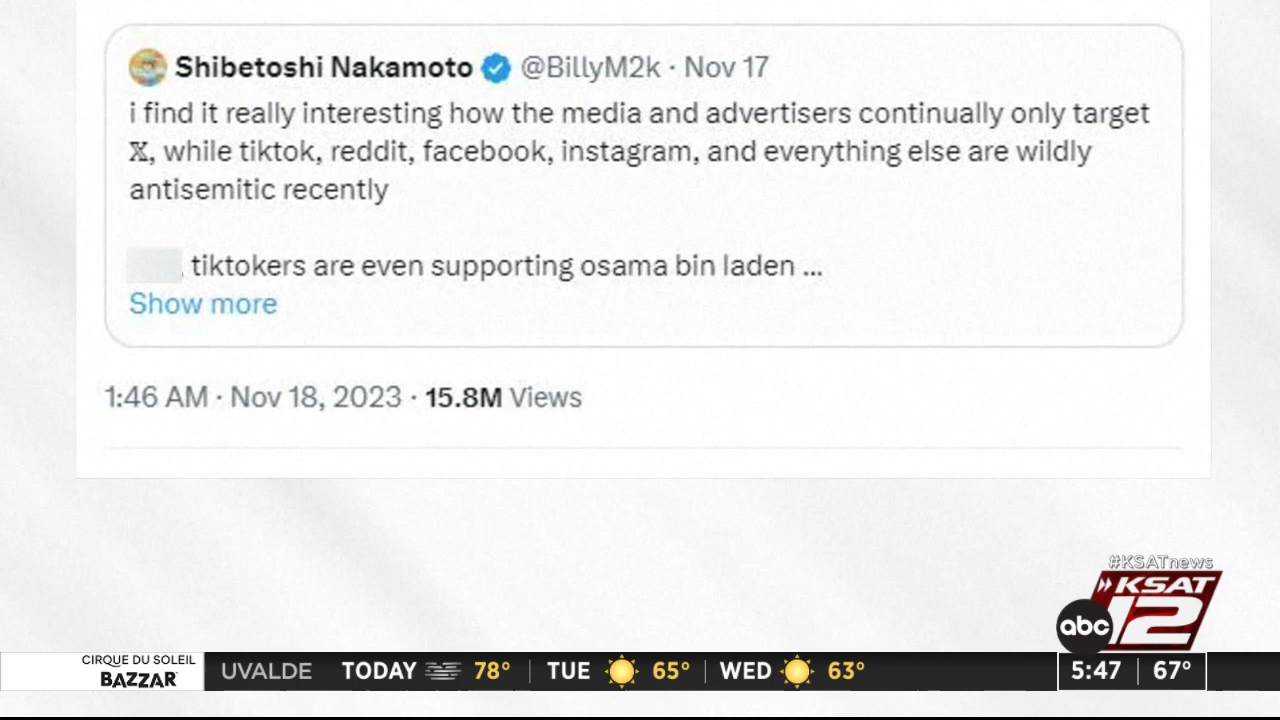 Shibetoshi Nakamoto @BillyM2k · Nov 17
i find it really interesting how the media and advertisers continually only target
𝕏, while tiktok, reddit, facebook, instagram, and everything else are wildly
antisemitic recently
, tiktokers are even supporting osama bin laden ...
Show more
1:46 AM · Nov 18, 2023 · 15.8M Views
#KSATnews
KSAT
abc 12
CIRQUE DU SOLEIL
BAZZAR
UVALDE TODAY 78° TUE 65° WED 63° 5:47 67°